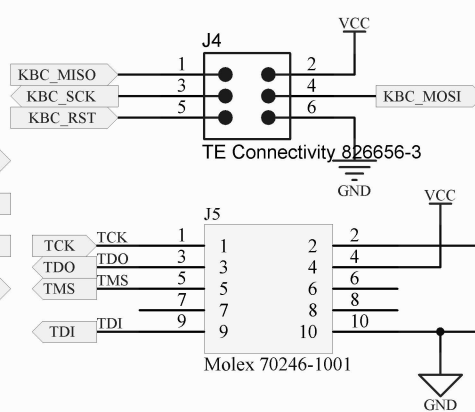 J4
VCC
KBC_MISO 1 2
KBC_SCK 3 4 KBC_MOSI
KBC_RST 5 6
TE Connectivity 826656-3
GND
J5
VCC
TCK TCK 1 1 2 2
TDO TDO 3 3 4 4
TMS TMS 5 5 6 6
7 7 8 8
TDI TDI 9 9 10 10
Molex 70246-1001
GND